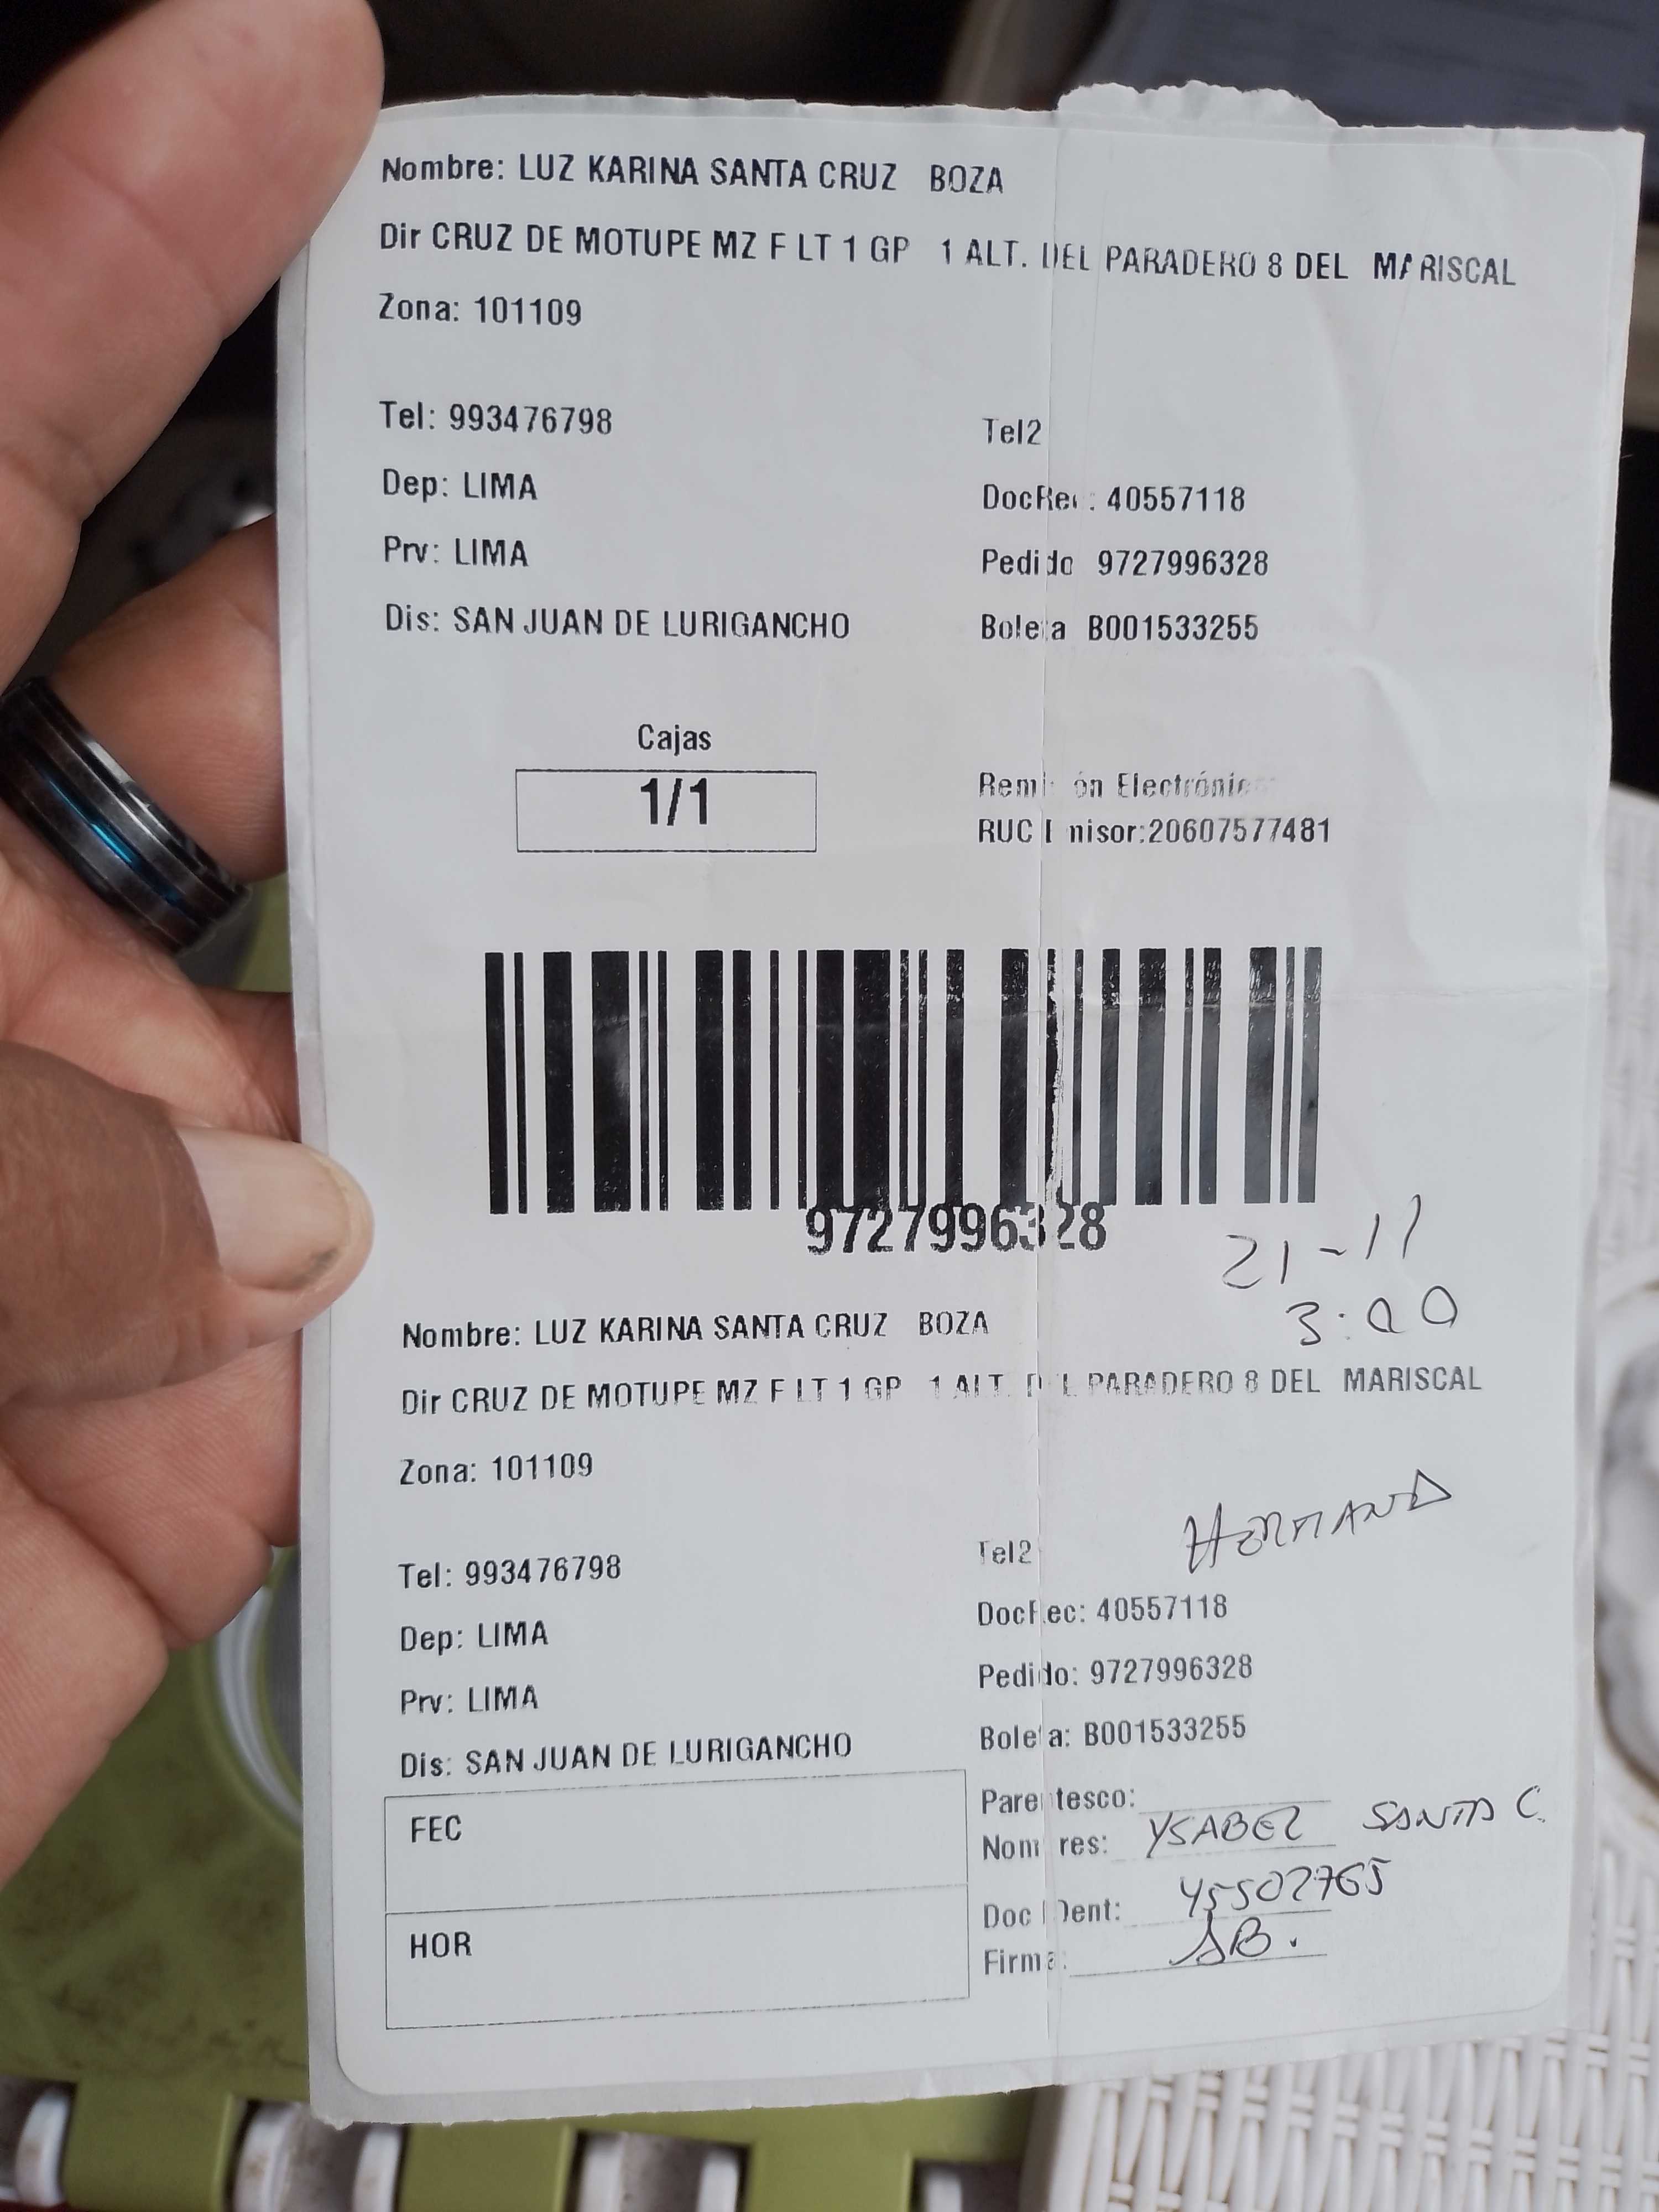 Nombre: LUZ KARINA SANTA CRUZ BOZA
Dir CRUZ DE MOTUPE MZ F LT 1 GP 1 ALT. DEL PARADERO 8 DEL MARISCAL
Zona: 101109
Tel: 993476798
Tel2
Dep: LIMA
DocRec: 40557118
Prv: LIMA
Pedido 9727996328
Dis: SAN JUAN DE LURIGANCHO
Boleta B001533255
Cajas
1/1
Remisión Electrónica
RUC Emisor:20607577481
9727996328
21-11
3:00
Nombre: LUZ KARINA SANTA CRUZ BOZA
Dir CRUZ DE MOTUPE MZ F LT 1 GP 1 ALT. DEL PARADERO 8 DEL MARISCAL
Zona: 101109
HERMANA
Tel: 993476798
Tel2
Dep: LIMA
DocRec: 40557118
Prv: LIMA
Pedido: 9727996328
Dis: SAN JUAN DE LURIGANCHO
Boleta: B001533255
FEC
HOR
Parentesco:
Nombres: YSABEL SANTA C.
Doc Ident: 45502765
Firma: SB.